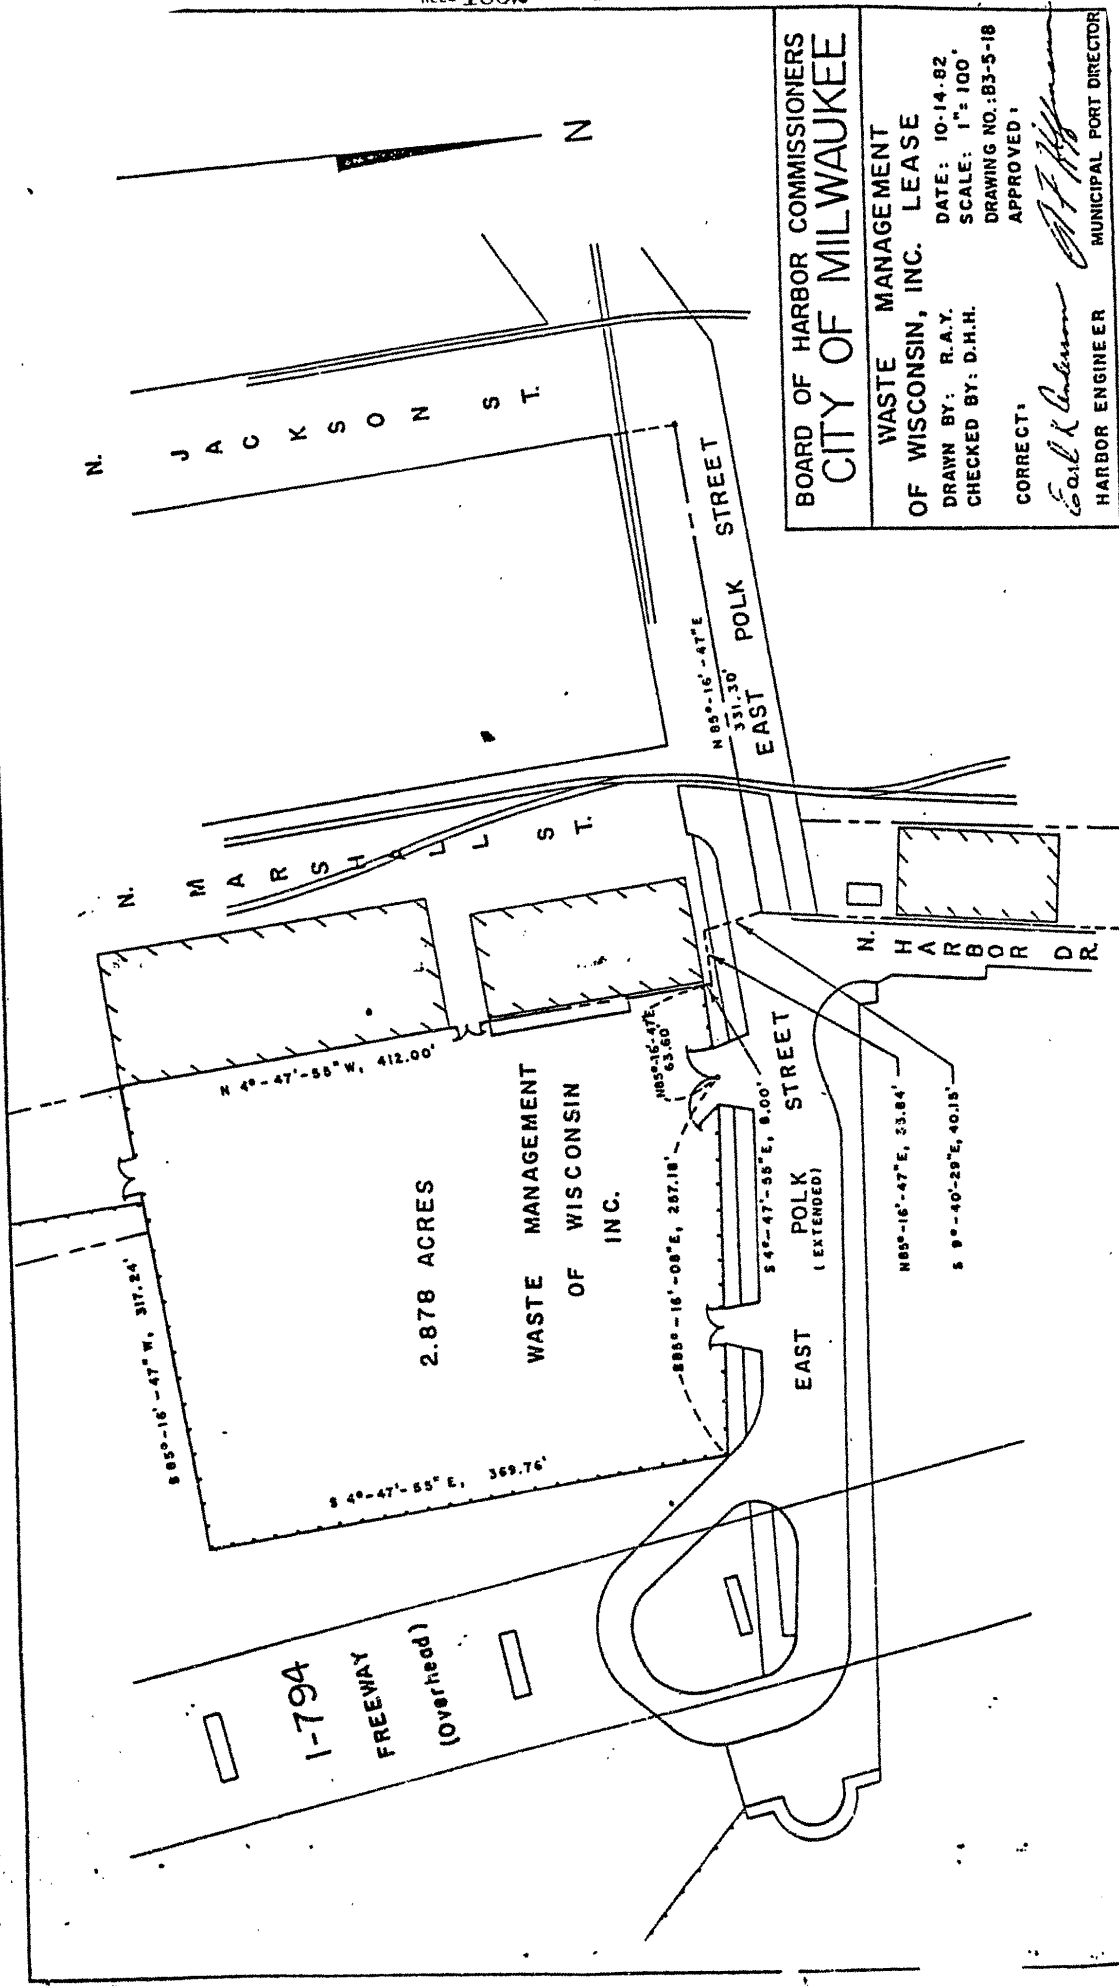 N.
JACKSON ST.
N
N.
MARSHALL ST.
N 4°-47'-55" W, 412.00'
S 85°-16'-47" W, 317.24'
2.878 ACRES
WASTE MANAGEMENT
OF WISCONSIN
INC.
S 4°-47'-55" E, 369.76'
N85°-16'-47"E
63.60'
S85°-16'-08"E, 257.18'
S 4°-47'-55"E, 8.00'
N 85°-16'-47"E
331.30'
EAST POLK STREET
EAST POLK STREET
(EXTENDED)
N.
HARBOR
DR.
N85°-16'-47"E, 33.84'
S 9°-40'-29"E, 40.15'
I-794
FREEWAY
(Overhead)
BOARD OF HARBOR COMMISSIONERS
CITY OF MILWAUKEE
WASTE MANAGEMENT
OF WISCONSIN, INC. LEASE
DRAWN BY: R.A.Y. DATE: 10-14-82
CHECKED BY: D.H.H. SCALE: 1"=100'
DRAWING NO.:B3-5-18
CORRECT: APPROVED:
Earl K Anderson
HARBOR ENGINEER MUNICIPAL PORT DIRECTOR